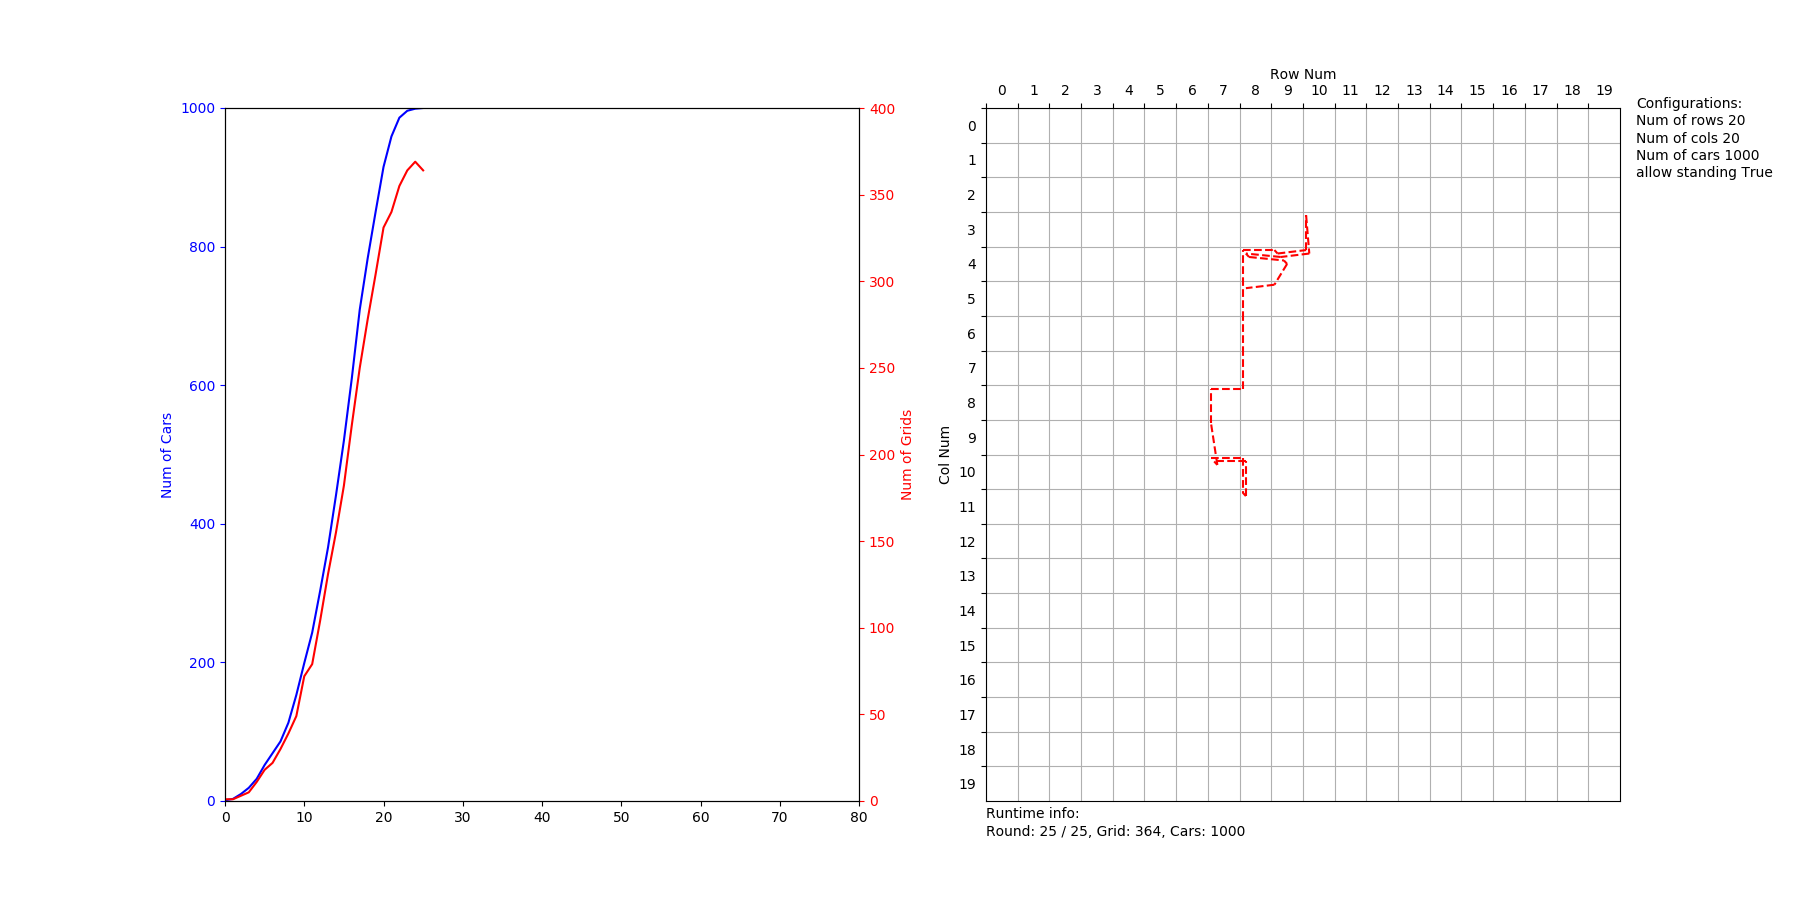 Num of Cars
1000
800
600
400
200
0
0 10 20 30 40 50 60 70 80
400
350
300
250
200
150
100
50
0
Num of Grids
Row Num
0 1 2 3 4 5 6 7 8 9 10 11 12 13 14 15 16 17 18 19
Col Num
0
1
2
3
4
5
6
7
8
9
10
11
12
13
14
15
16
17
18
19
Configurations:
Num of rows 20
Num of cols 20
Num of cars 1000
allow standing True
Runtime info:
Round: 25 / 25, Grid: 364, Cars: 1000